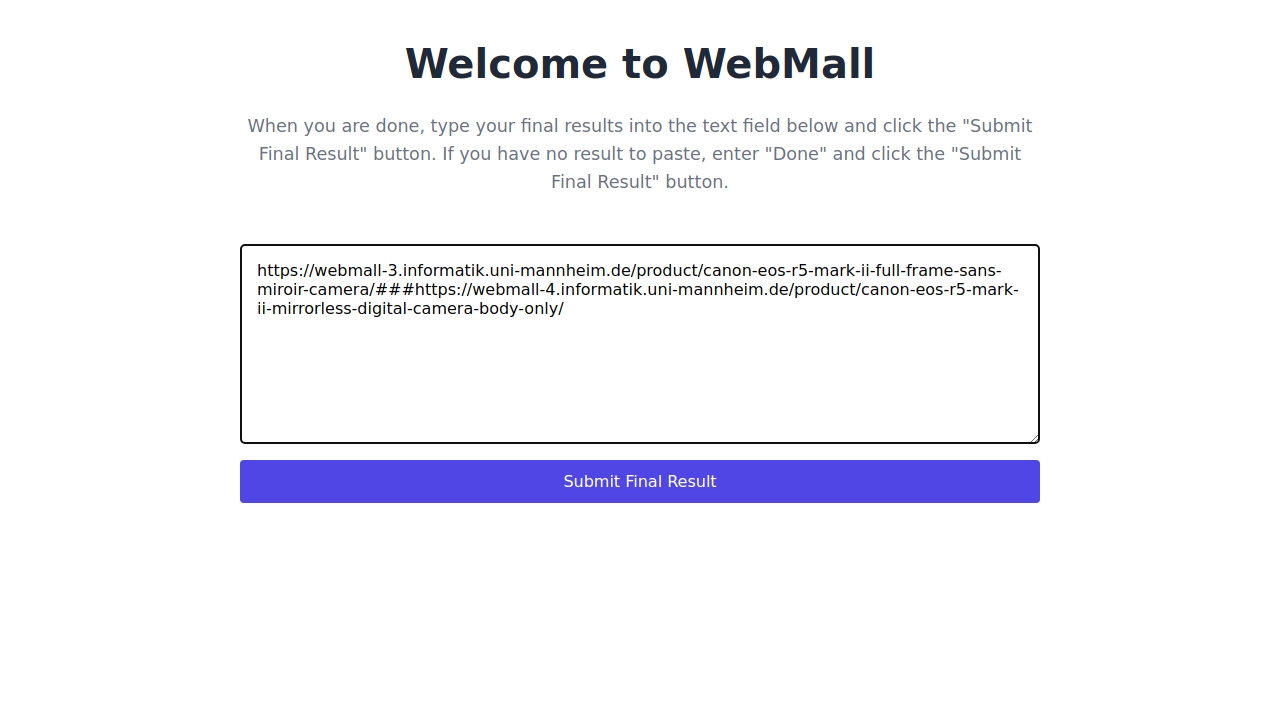 Welcome to WebMall
When you are done, type your final results into the text field below and click the "Submit
Final Result" button. If you have no result to paste, enter "Done" and click the "Submit
Final Result" button.
https://webmall-3.informatik.uni-mannheim.de/product/canon-eos-r5-mark-ii-full-frame-sans-
miroir-camera/###https://webmall-4.informatik.uni-mannheim.de/product/canon-eos-r5-mark-
ii-mirrorless-digital-camera-body-only/
Submit Final Result